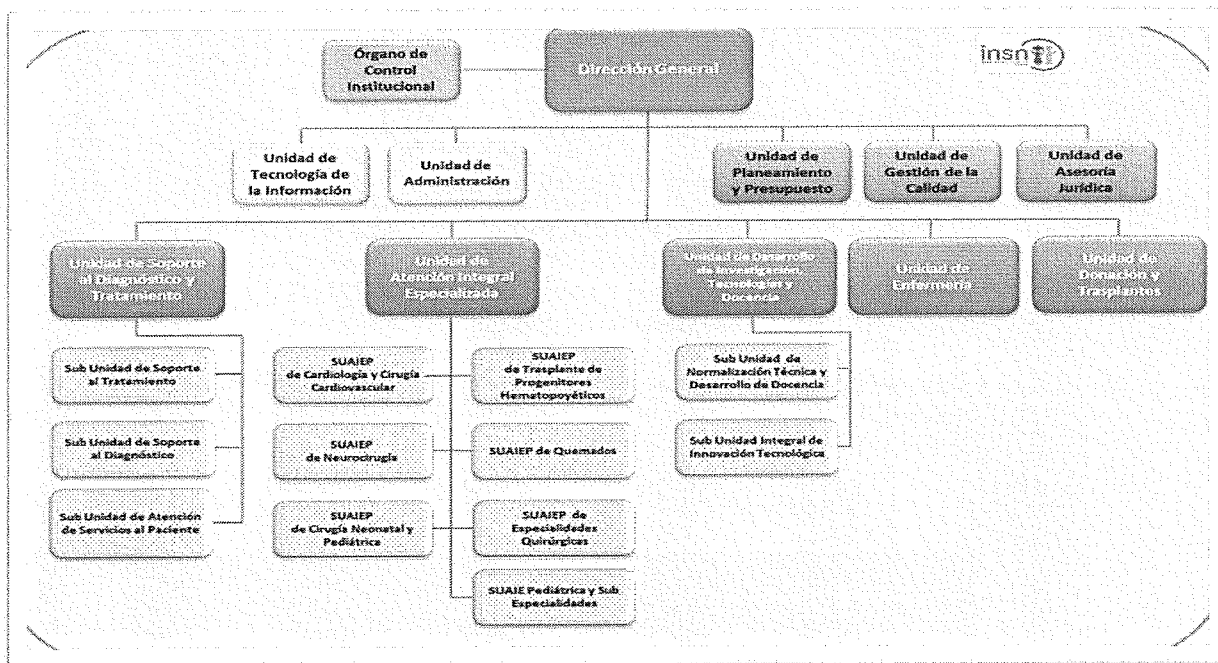 Órgano de
Control
Institucional
Dirección General
insn
Unidad de
Tecnología de
la Información
Unidad de
Administración
Unidad de
Planeamiento
y Presupuesto
Unidad de
Gestión de la
Calidad
Unidad de
Asesoría
Jurídica
Unidad de Soporte
al Diagnóstico y
Tratamiento
Unidad de
Atención Integral
Especializada
Unidad de Desarrollo
de Investigación,
Tecnologías y
Docencia
Unidad de
Enfermería
Unidad de
Donación y
Trasplantes
Sub Unidad de Soporte
al Tratamiento
Sub Unidad de Soporte
al Diagnóstico
Sub Unidad de Atención
de Servicios al Paciente
SUAIEP
de Cardiología y Cirugía
Cardiovascular
SUAIEP
de Neurocirugía
SUAIEP
de Cirugía Neonatal y
Pediátrica
SUAIEP
de Trasplante de
Progenitores
Hematopoyéticos
SUAIEP de Quemados
SUAIEP de
Especialidades
Quirúrgicas
SUAIE Pediátrica y Sub
Especialidades
Sub Unidad de
Normalización Técnica y
Desarrollo de Docencia
Sub Unidad Integral de
Innovación Tecnológica